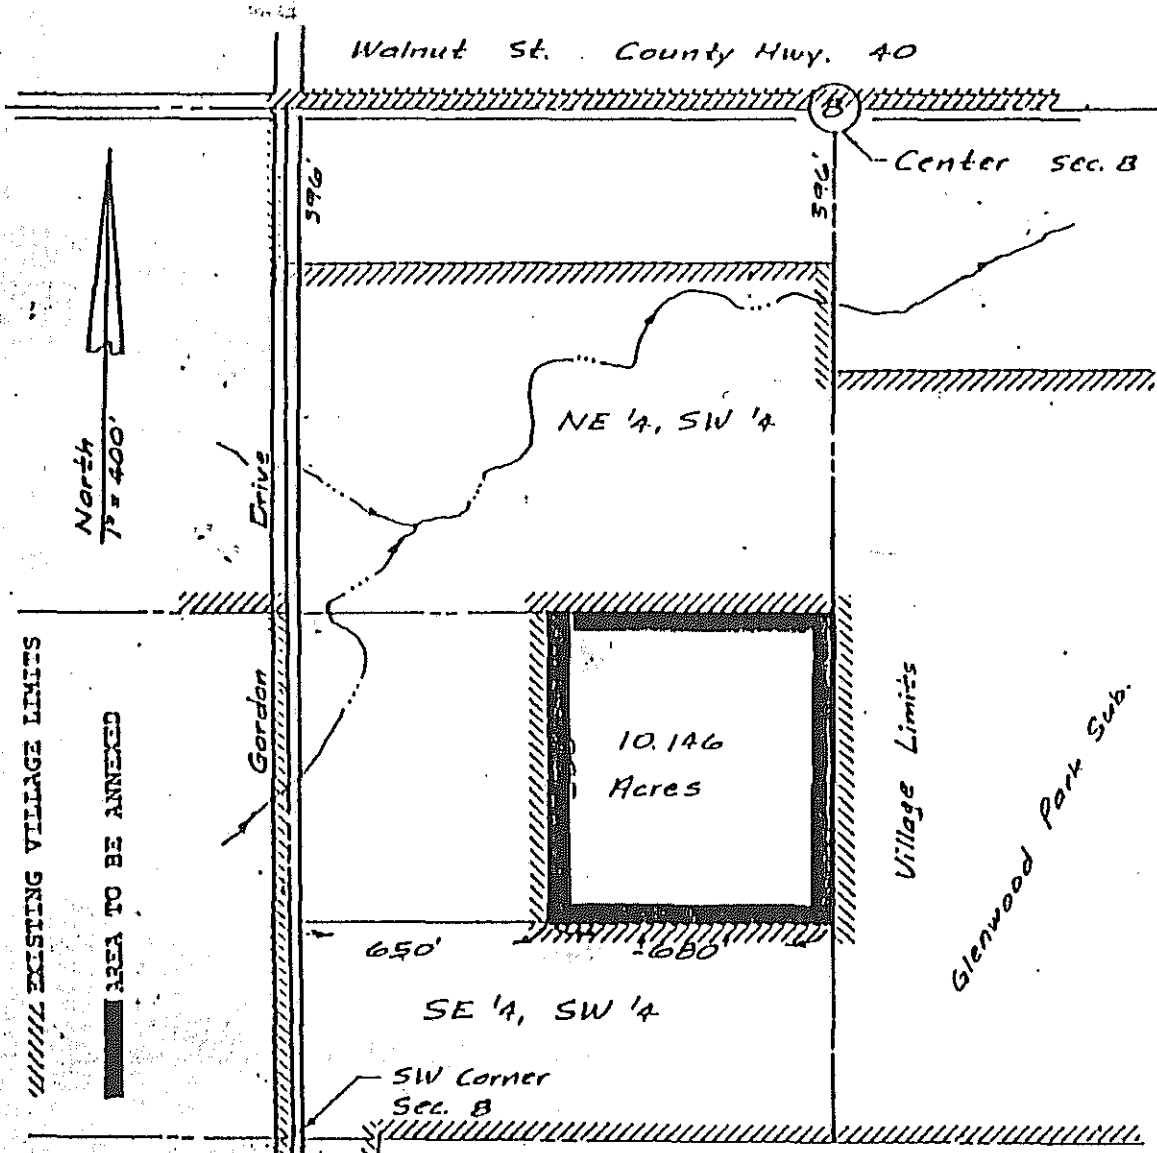 Walnut St. County Hwy. 40
8
Center Sec. 8
396'
396'
North
1" = 400'
Gordon Drive
NE 1/4, SW 1/4
EXISTING VILLAGE LIMITS
AREA TO BE ANNEXED
10.146
Acres
Village Limits
Glenwood Park Sub.
650'
680'
SE 1/4, SW 1/4
SW Corner
Sec. 8